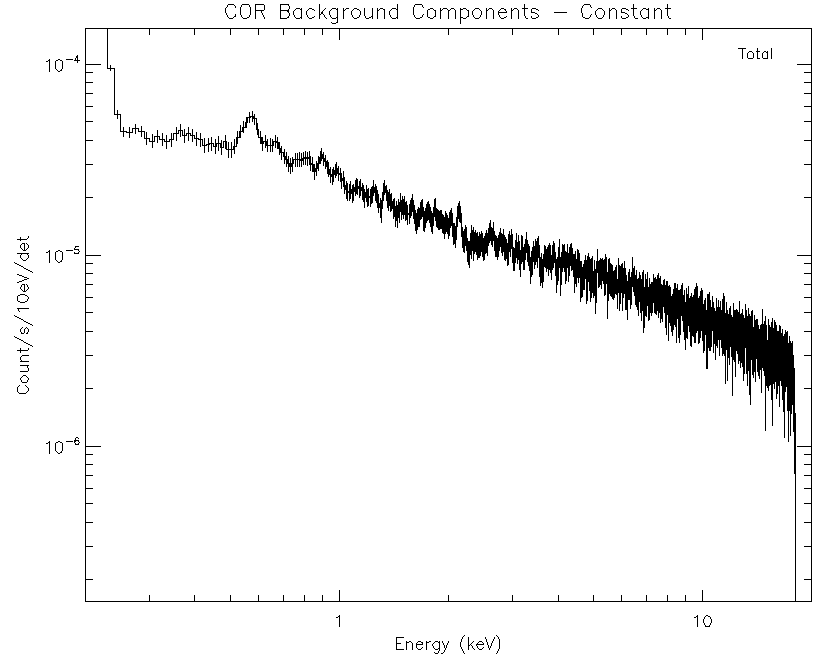 COR Background Components – Constant
Total
10⁻⁴
10⁻⁵
10⁻⁶
Count/s/10eV/det
1
10
Energy (keV)